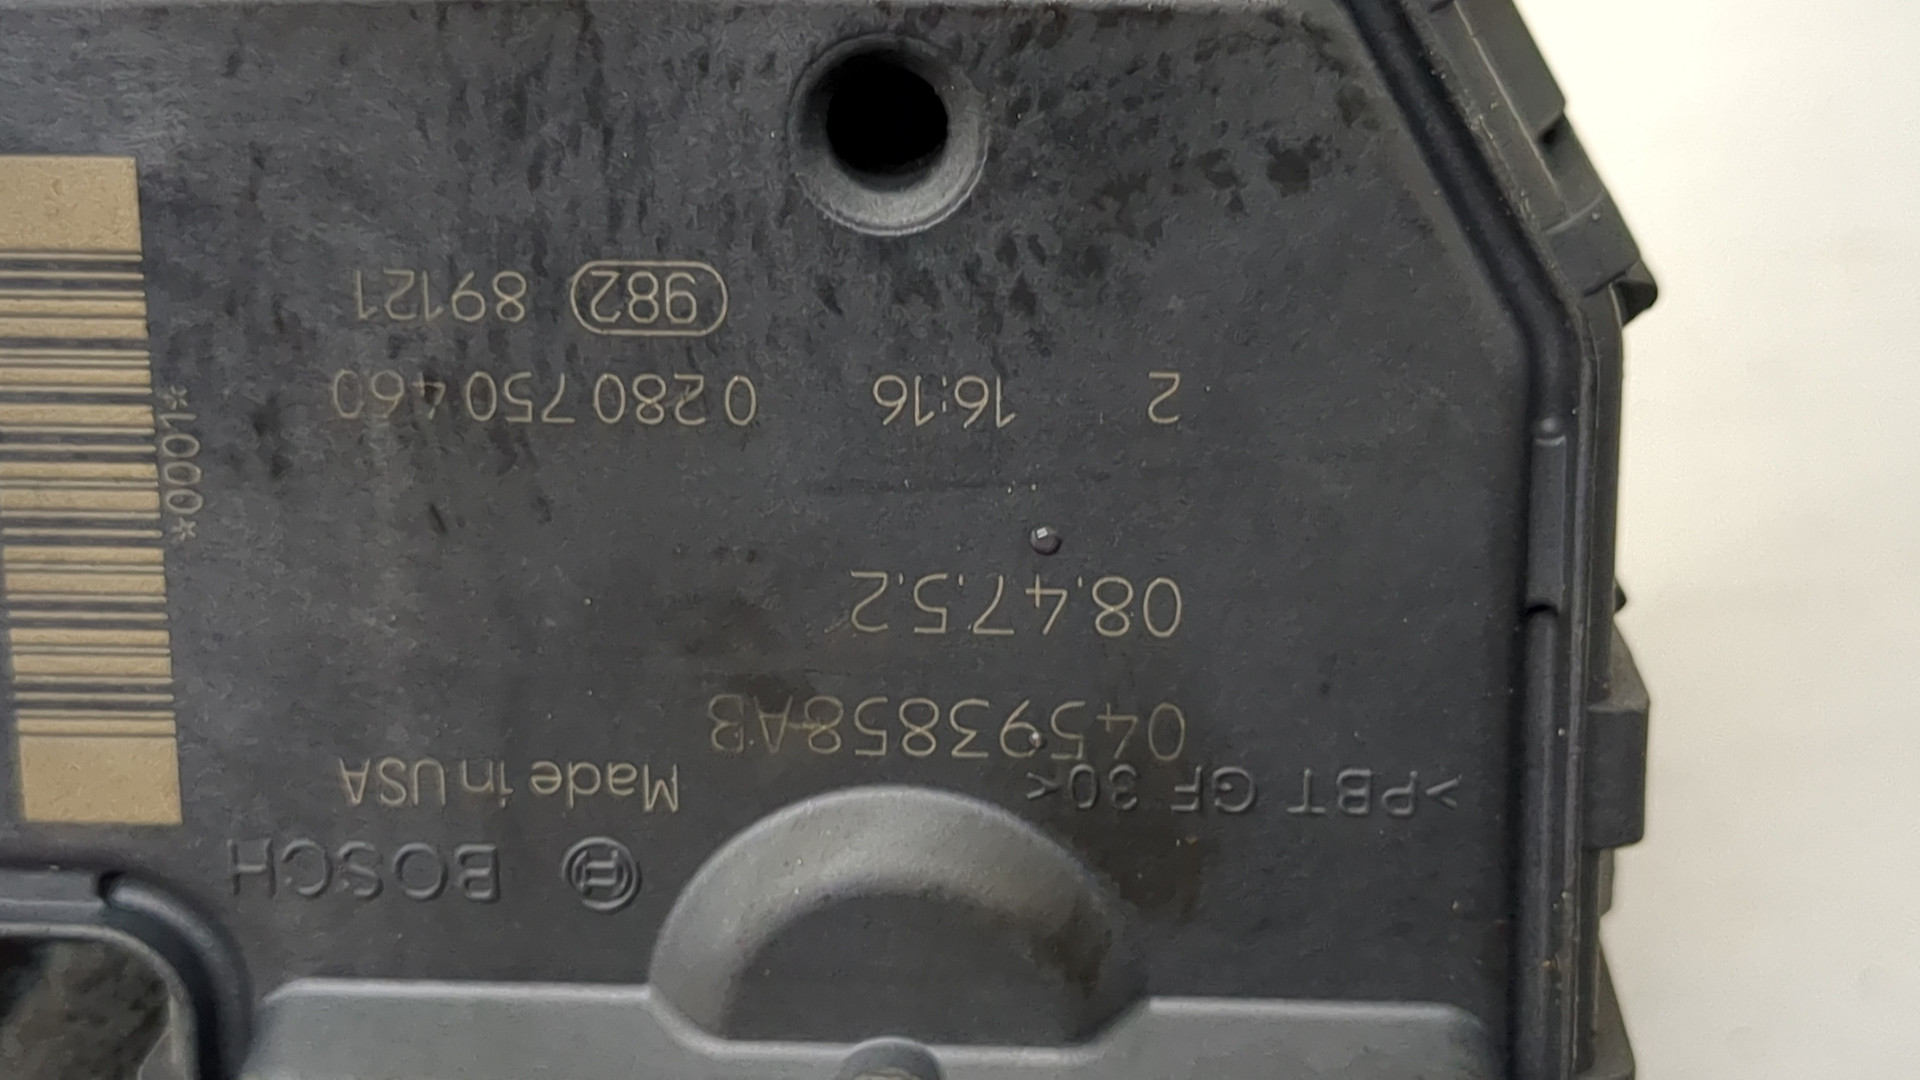 BOSCH
Made in USA
>PBT GF 30<
04593858AB
08.47.5.2
2 16:16 0 280 750 460
982 89121
*0001*